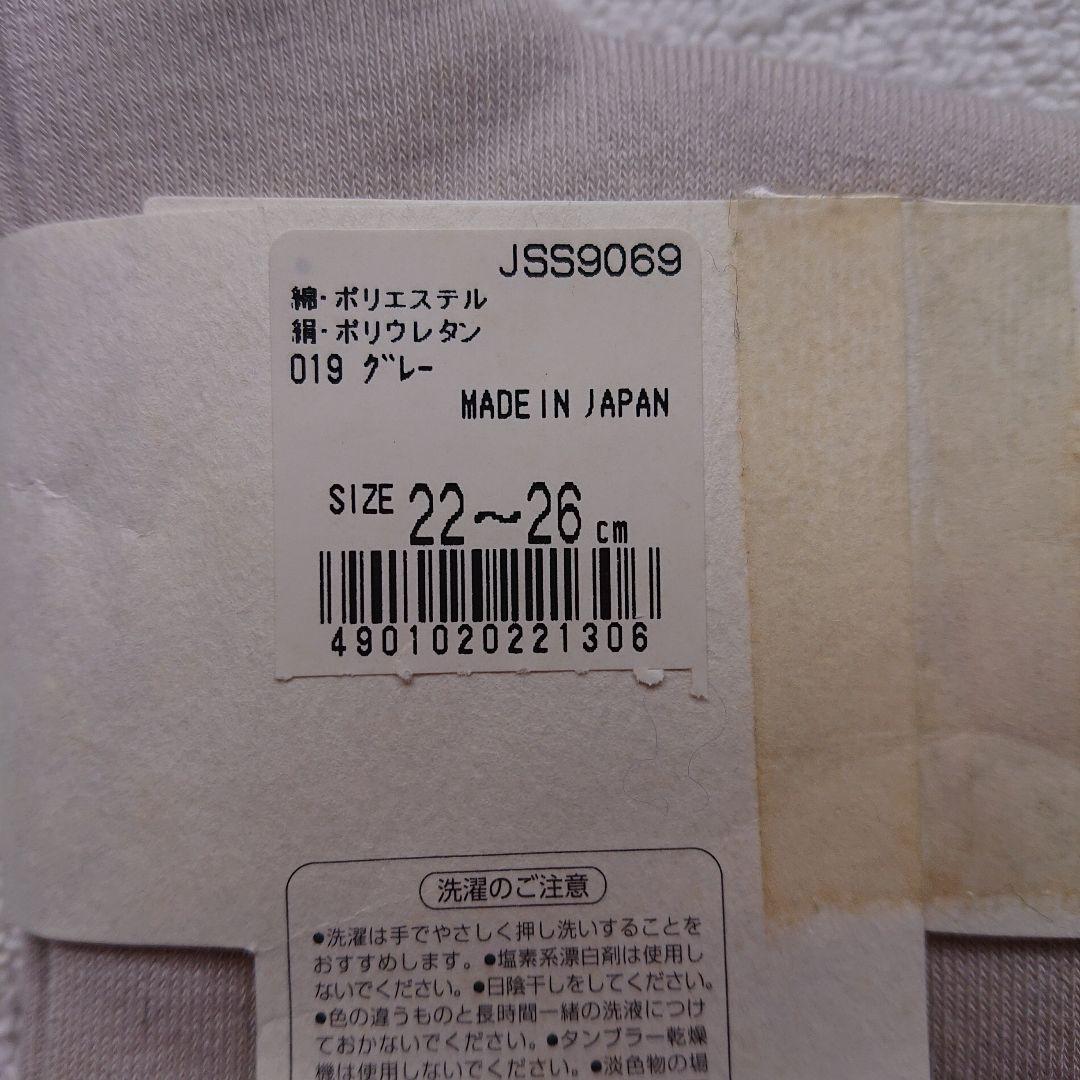 JSS9069
綿・ポリエステル
絹・ポリウレタン
019 グレー
MADE IN JAPAN
SIZE 22～26 cm
4901020221306
洗濯のご注意
●洗濯は手でやさしく押し洗いすることを
おすすめします。●塩素系漂白剤は使用し
ないでください。●日陰干しをしてください。
●色の違うものと長時間一緒の洗液につけ
ておかないでください。●タンブラー乾燥
機は使用しないでください。●淡色物の場